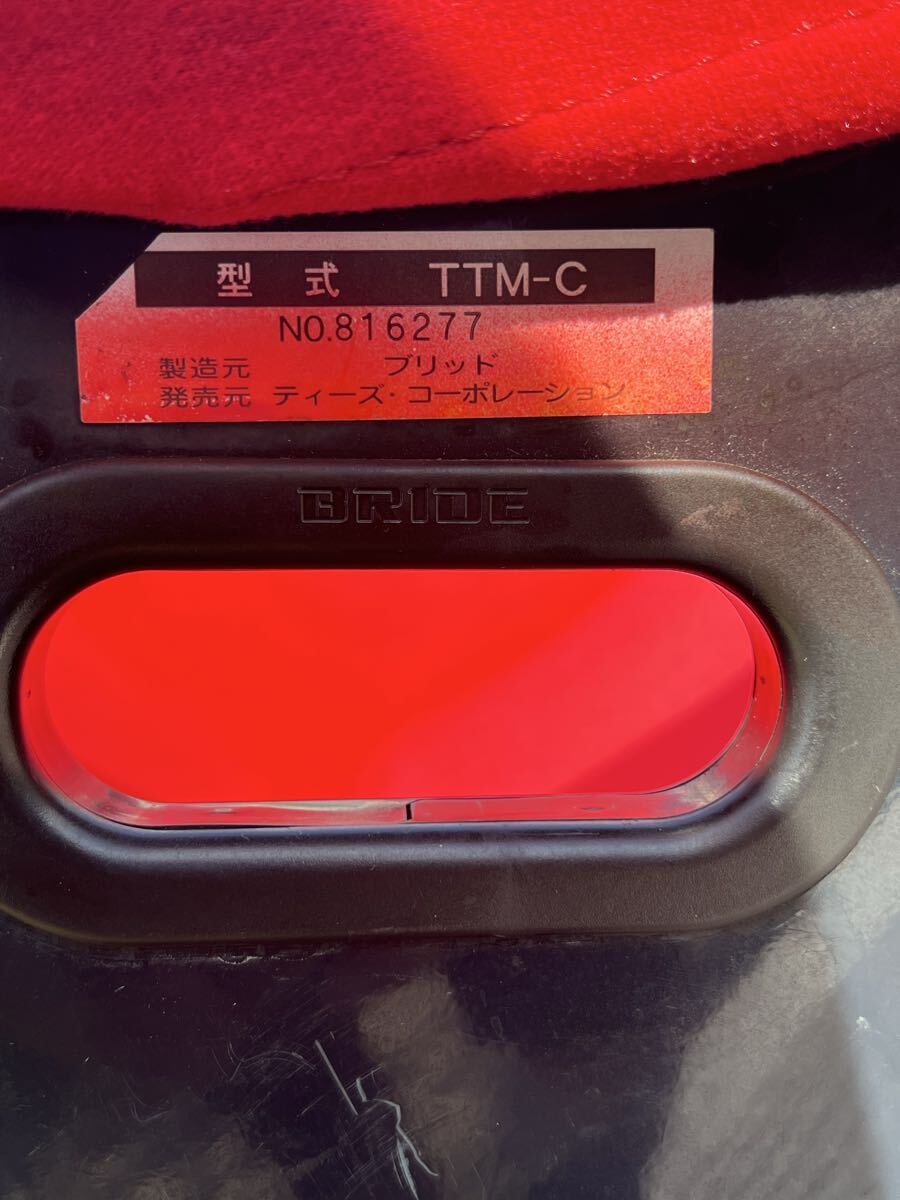 型 式 TTM-C
NO.816277
製造元 ブリッド
発売元 ティーズ・コーポレーション
BRIDE